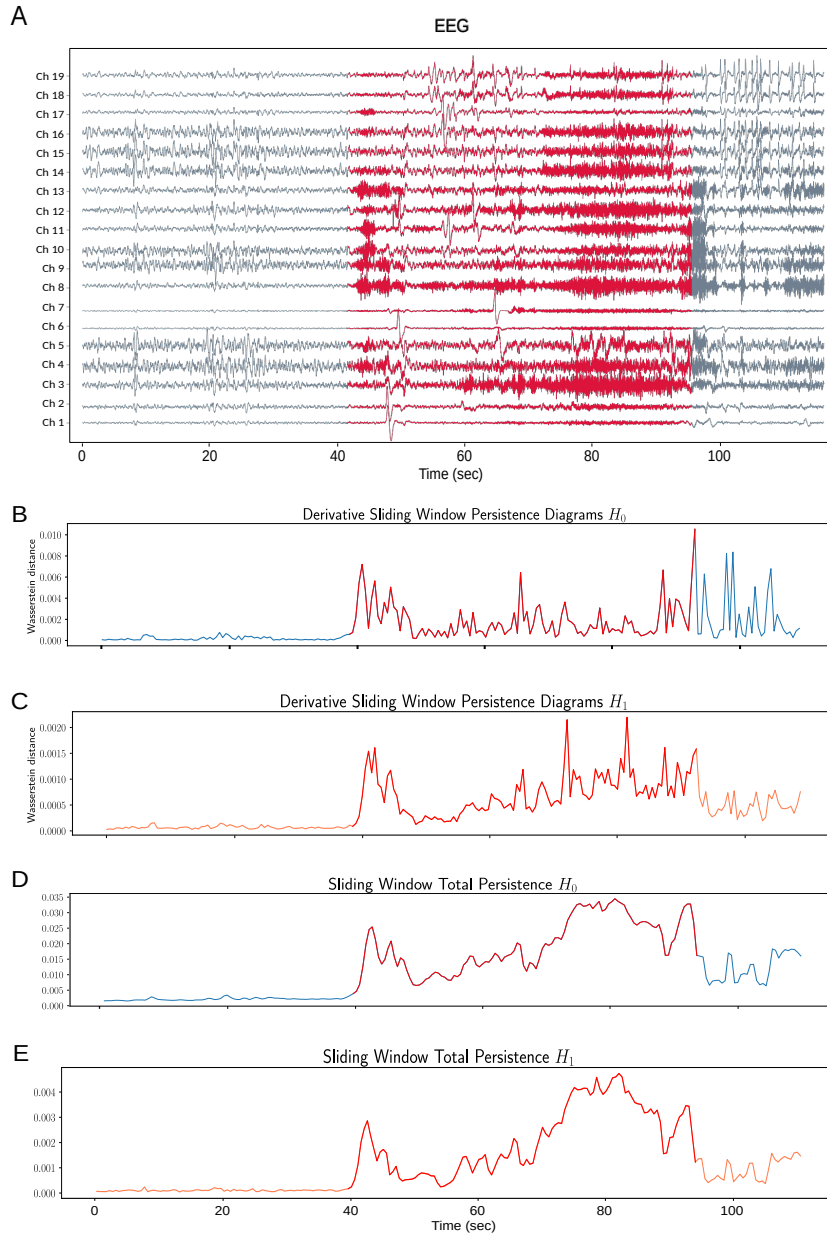 A
EEG
Ch 19
Ch 18
Ch 17
Ch 16
Ch 15
Ch 14
Ch 13
Ch 12
Ch 11
Ch 10
Ch 9
Ch 8
Ch 7
Ch 6
Ch 5
Ch 4
Ch 3
Ch 2
Ch 1
0 20 40 60 80 100
Time (sec)
B
Derivative Sliding Window Persistence Diagrams H₀
Wasserstein distance
0.010
0.008
0.006
0.004
0.002
0.000
C
Derivative Sliding Window Persistence Diagrams H₁
Wasserstein distance
0.0020
0.0015
0.0010
0.0005
0.0000
D
Sliding Window Total Persistence H₀
0.035
0.030
0.025
0.020
0.015
0.010
0.005
0.000
E
Sliding Window Total Persistence H₁
0.004
0.003
0.002
0.001
0.000
0 20 40 60 80 100
Time (sec)